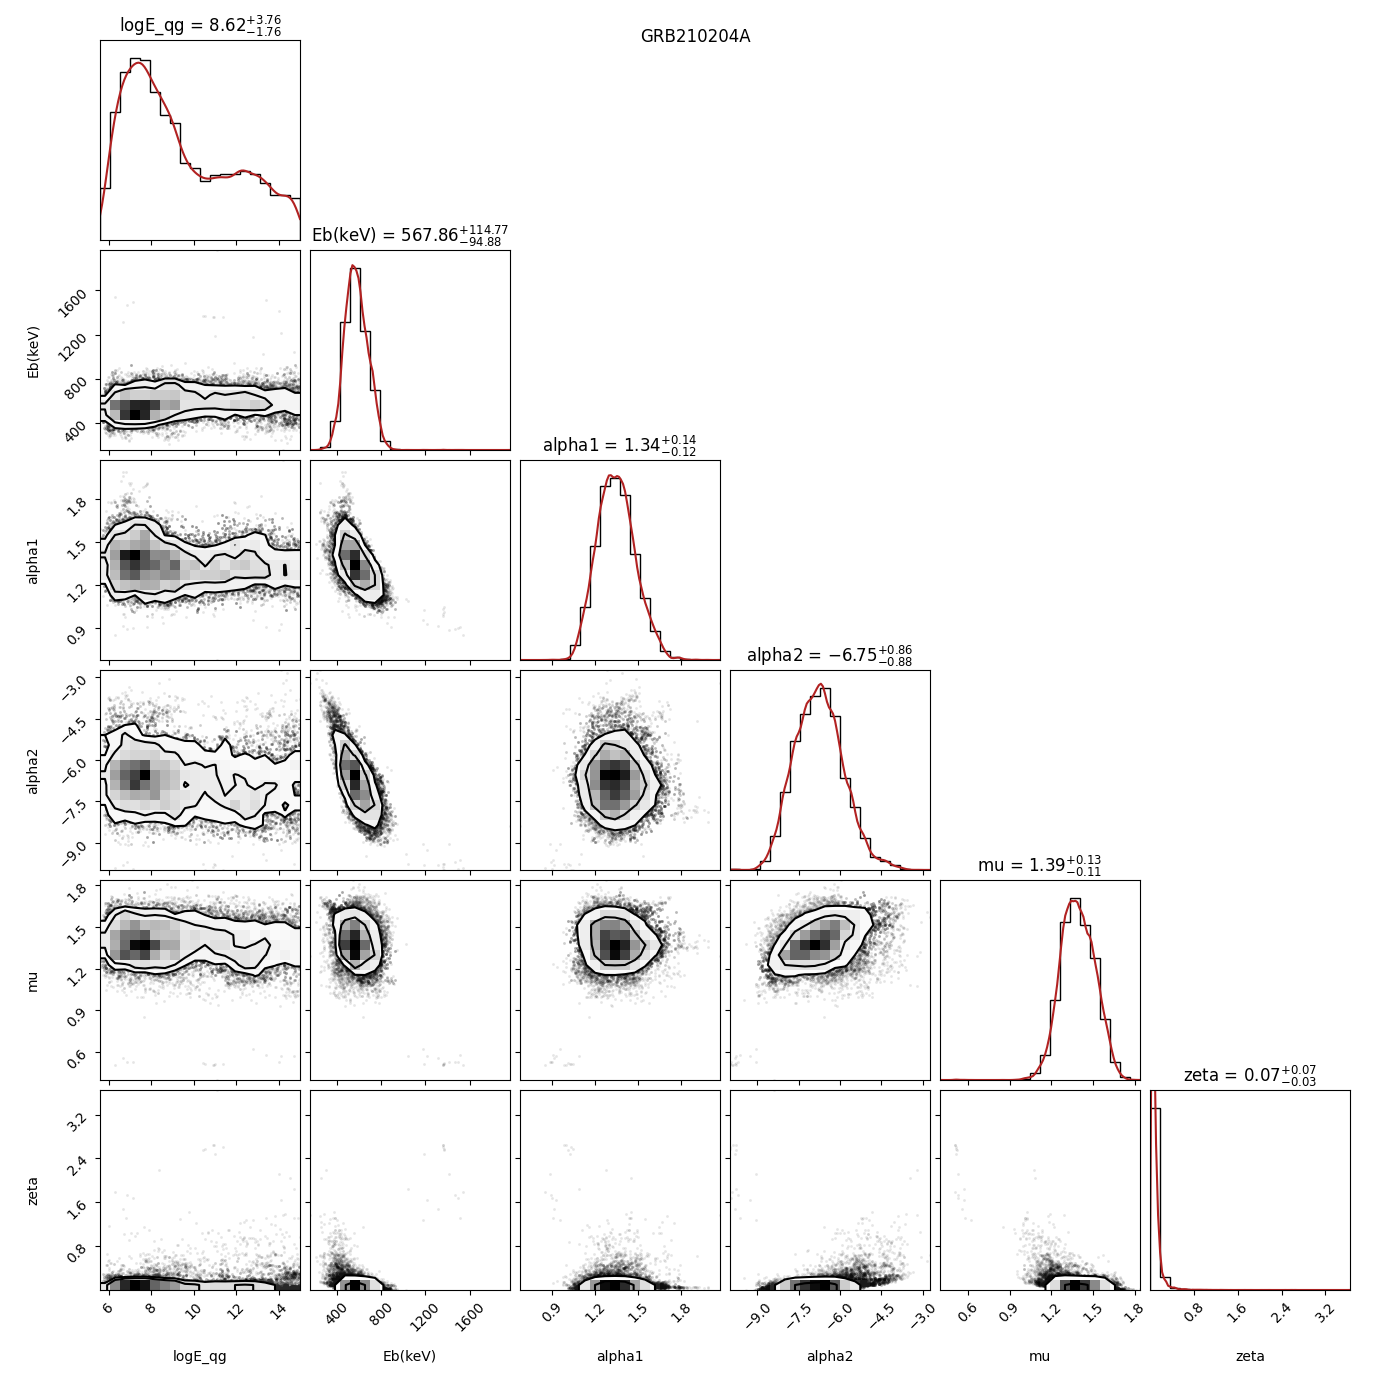 logE_qg = 8.62 +3.76 −1.76
GRB210204A
Eb(keV) = 567.86 +114.77 −94.88
1600
1200
800
400
Eb(keV)
alpha1 = 1.34 +0.14 −0.12
1.8
1.5
1.2
0.9
alpha1
alpha2 = −6.75 +0.86 −0.88
−3.0
−4.5
−6.0
−7.5
−9.0
alpha2
mu = 1.39 +0.13 −0.11
1.8
1.5
1.2
0.9
0.6
mu
zeta = 0.07 +0.07 −0.03
3.2
2.4
1.6
0.8
zeta
6 8 10 12 14
400 800 1200 1600
0.9 1.2 1.5 1.8
−9.0 −7.5 −6.0 −4.5 −3.0
0.6 0.9 1.2 1.5 1.8
0.8 1.6 2.4 3.2
logE_qg
Eb(keV)
alpha1
alpha2
mu
zeta